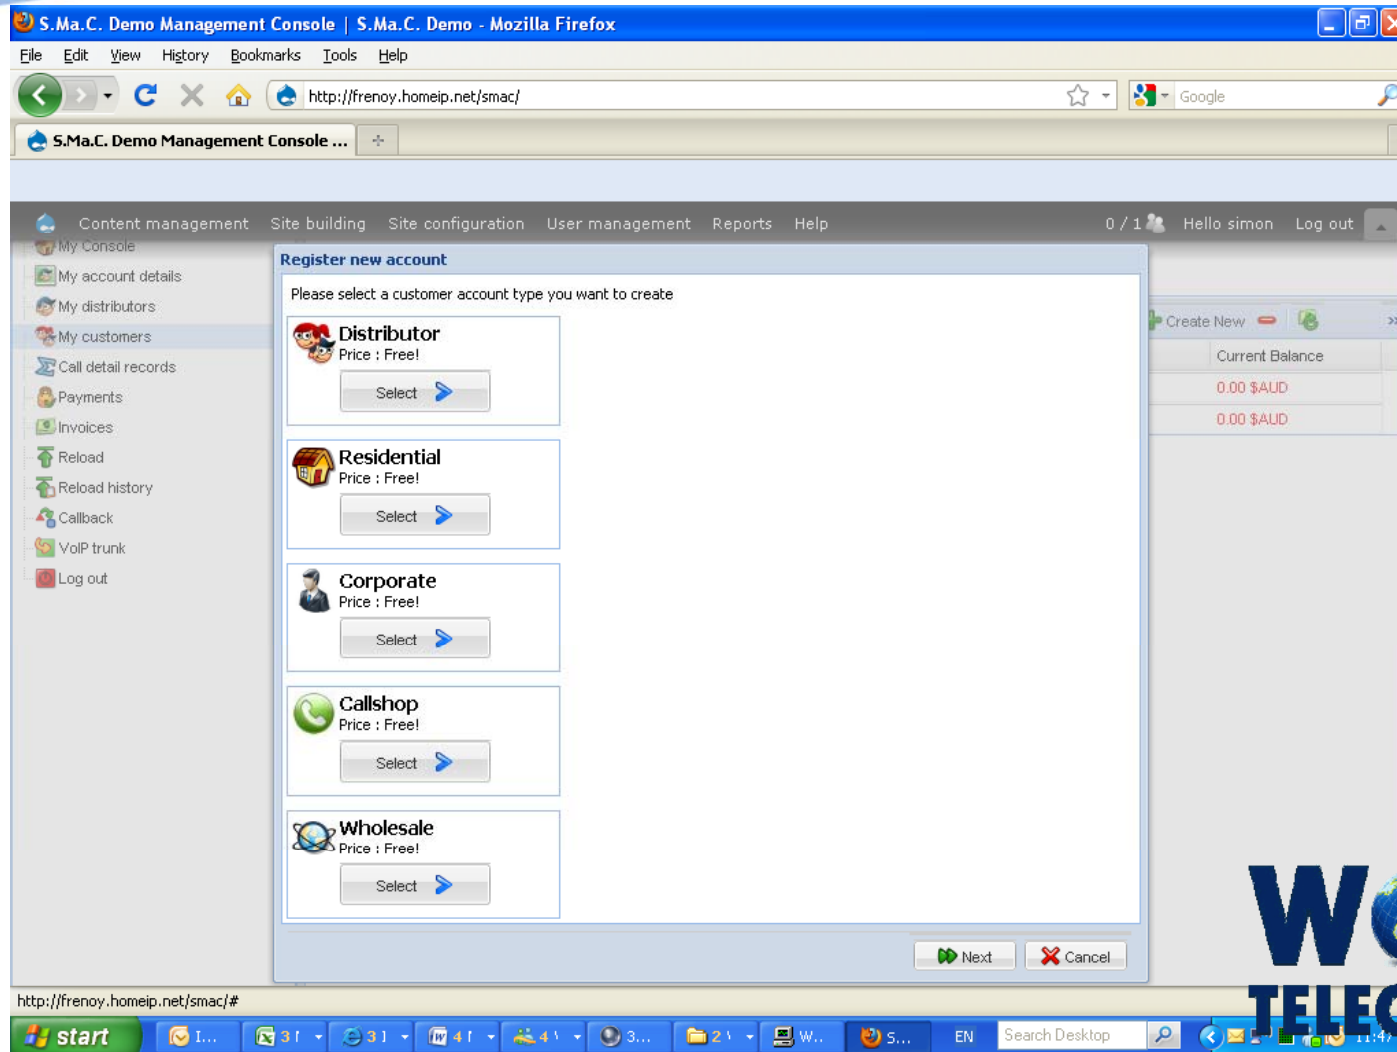 S.Ma.C. Demo Management Console | S.Ma.C. Demo - Mozilla Firefox
File Edit View History Bookmarks Tools Help
http://frenoy.homeip.net/smac/
Google
S.Ma.C. Demo Management Console ...
Content management Site building Site configuration User management Reports Help 0 / 1 Hello simon Log out
My Console
My account details
My distributors
My customers
Call detail records
Payments
Invoices
Reload
Reload history
Callback
VoIP trunk
Log out
Register new account
Please select a customer account type you want to create
Distributor
Price : Free!
Select
Residential
Price : Free!
Select
Corporate
Price : Free!
Select
Callshop
Price : Free!
Select
Wholesale
Price : Free!
Select
Next Cancel
Create New
Current Balance
0.00 $AUD
0.00 $AUD
http://frenoy.homeip.net/smac/#
start I... 3 3 4 4 3... 2 W.. S... EN Search Desktop